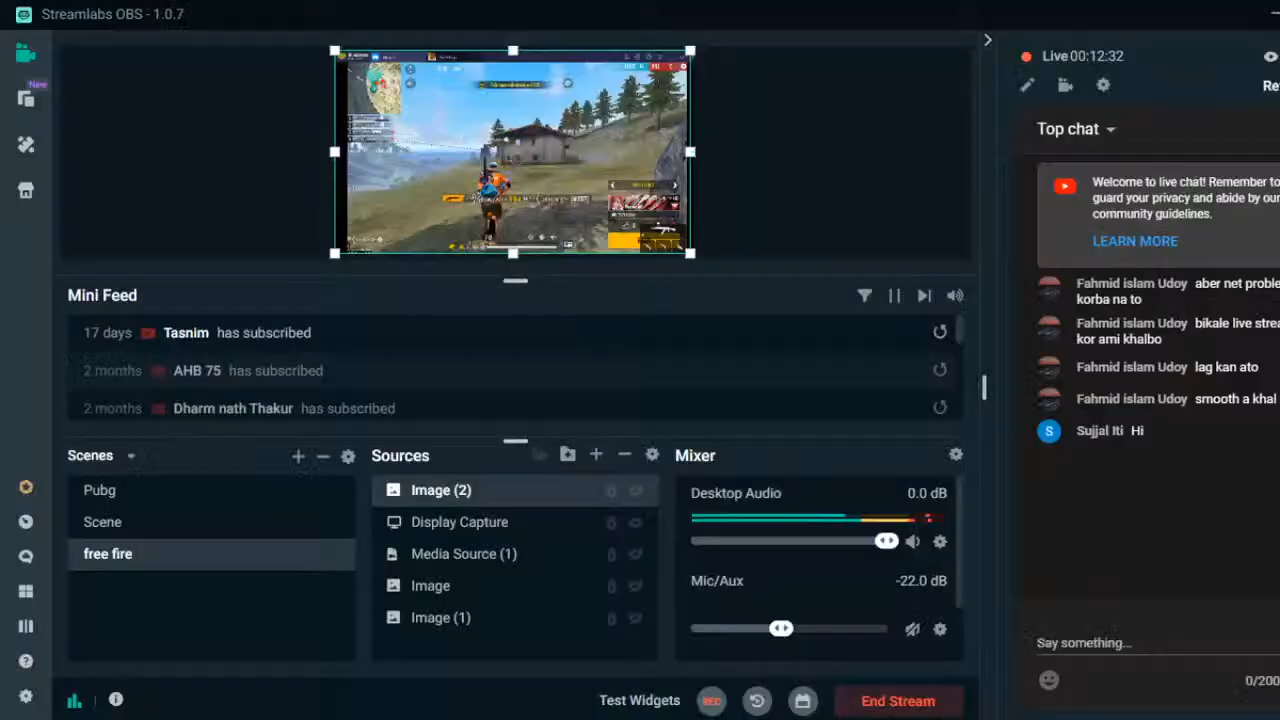 Streamlabs OBS - 1.0.7
New
Live 00:12:32
Top chat
Welcome to live chat! Remember to
guard your privacy and abide by our
community guidelines.
LEARN MORE
Fahmid islam Udoy aber net proble
korba na to
Fahmid islam Udoy bikale live stre
kor ami khalbo
Fahmid islam Udoy lag kan ato
Fahmid islam Udoy smooth a khal
S Sujjal Iti Hi
Say something...
0/200
Mini Feed
17 days Tasnim has subscribed
2 months AHB 75 has subscribed
2 months Dharm nath Thakur has subscribed
Scenes
Pubg
Scene
free fire
Sources
Image (2)
Display Capture
Media Source (1)
Image
Image (1)
Mixer
Desktop Audio 0.0 dB
Mic/Aux -22.0 dB
Test Widgets REC End Stream